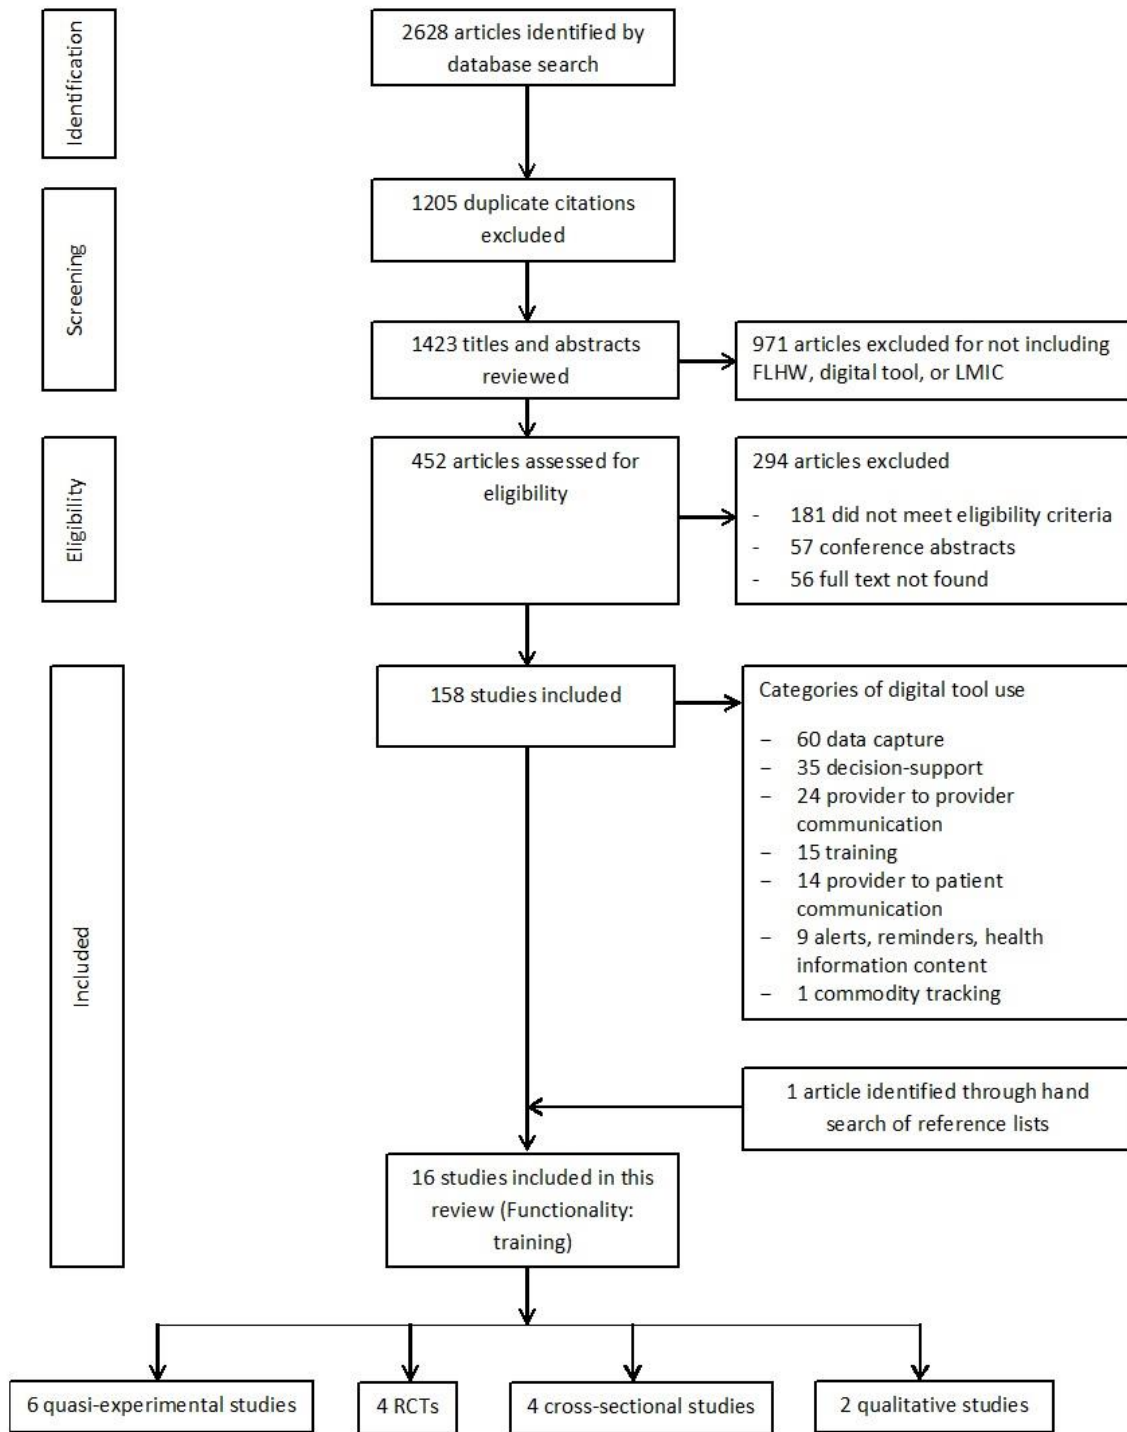 Identification
2628 articles identified by
database search
Screening
1205 duplicate citations
excluded
1423 titles and abstracts
reviewed
971 articles excluded for not including
FLHW, digital tool, or LMIC
Eligibility
452 articles assessed for
eligibility
294 articles excluded
- 181 did not meet eligibility criteria
- 57 conference abstracts
- 56 full text not found
Included
158 studies included
Categories of digital tool use
– 60 data capture
– 35 decision-support
– 24 provider to provider
communication
– 15 training
– 14 provider to patient
communication
– 9 alerts, reminders, health
information content
– 1 commodity tracking
1 article identified through hand
search of reference lists
16 studies included in this
review (Functionality:
training)
6 quasi-experimental studies
4 RCTs
4 cross-sectional studies
2 qualitative studies